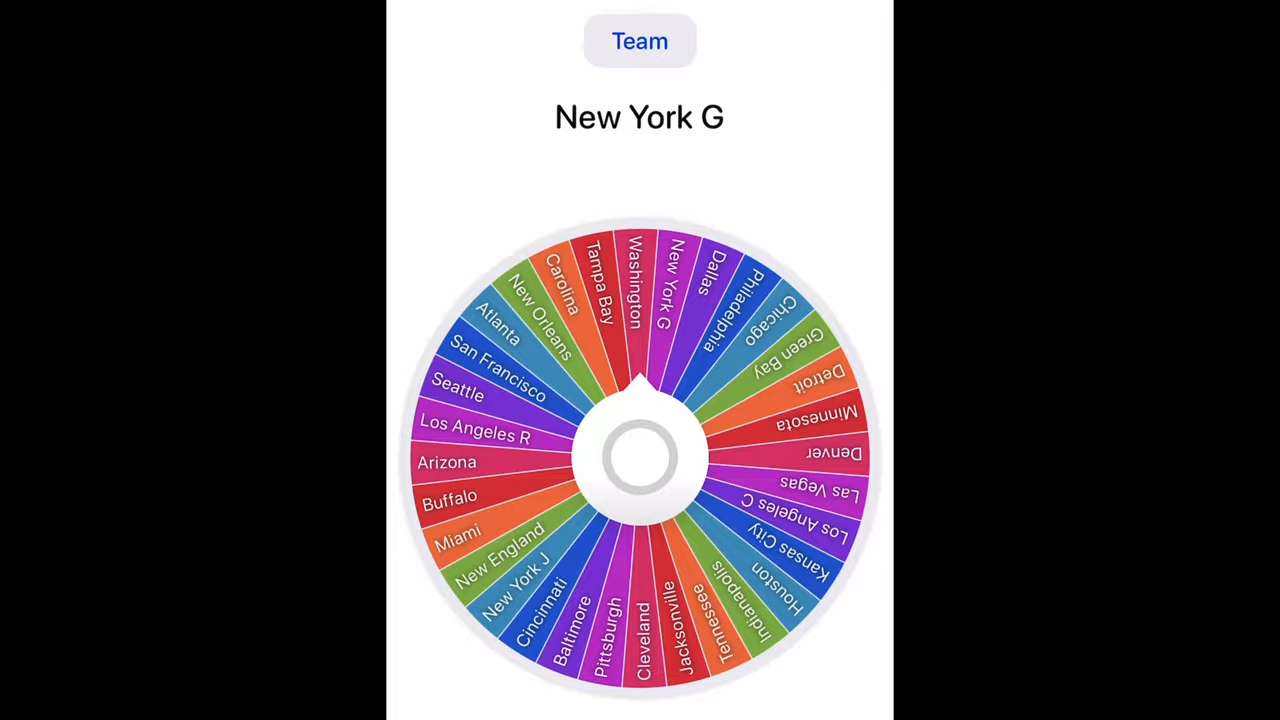 Team
New York G
Washington
New York G
Dallas
Philadelphia
Chicago
Green Bay
Detroit
Minnesota
Denver
Las Vegas
Los Angeles C
Kansas City
Houston
Indianapolis
Tennessee
Jacksonville
Cleveland
Pittsburgh
Baltimore
Cincinnati
New York J
New England
Miami
Buffalo
Arizona
Los Angeles R
Seattle
San Francisco
Atlanta
New Orleans
Carolina
Tampa Bay